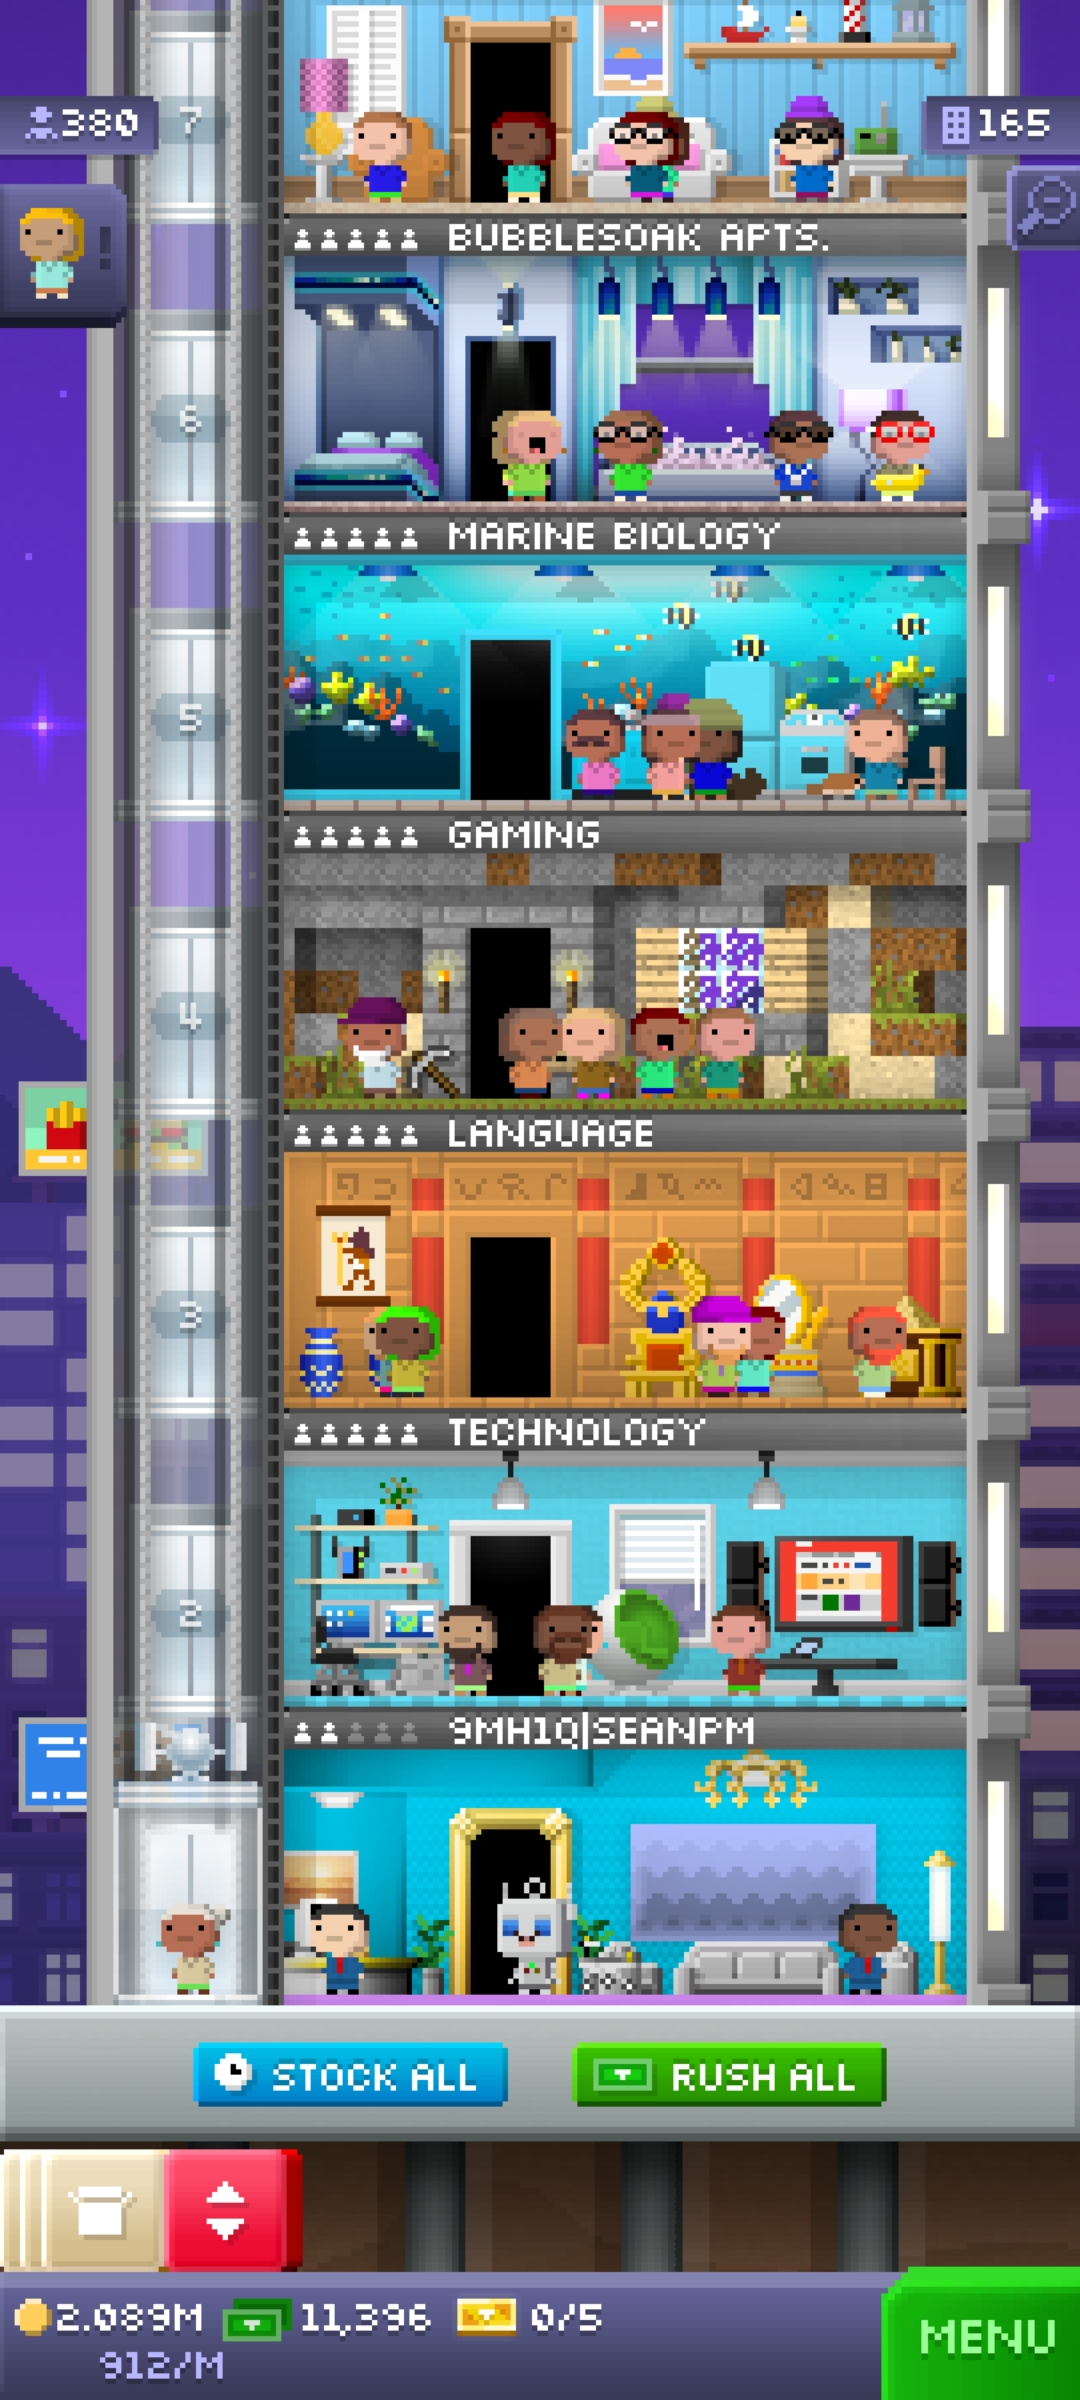 7
380
165
!
BUBBLESOAK APTS.
6
MARINE BIOLOGY
5
GAMING
4
LANGUAGE
3
TECHNOLOGY
2
9MH1Q|SEANPM
1
STOCK ALL
RUSH ALL
2.089M
11,396
0/5
912/M
MENU